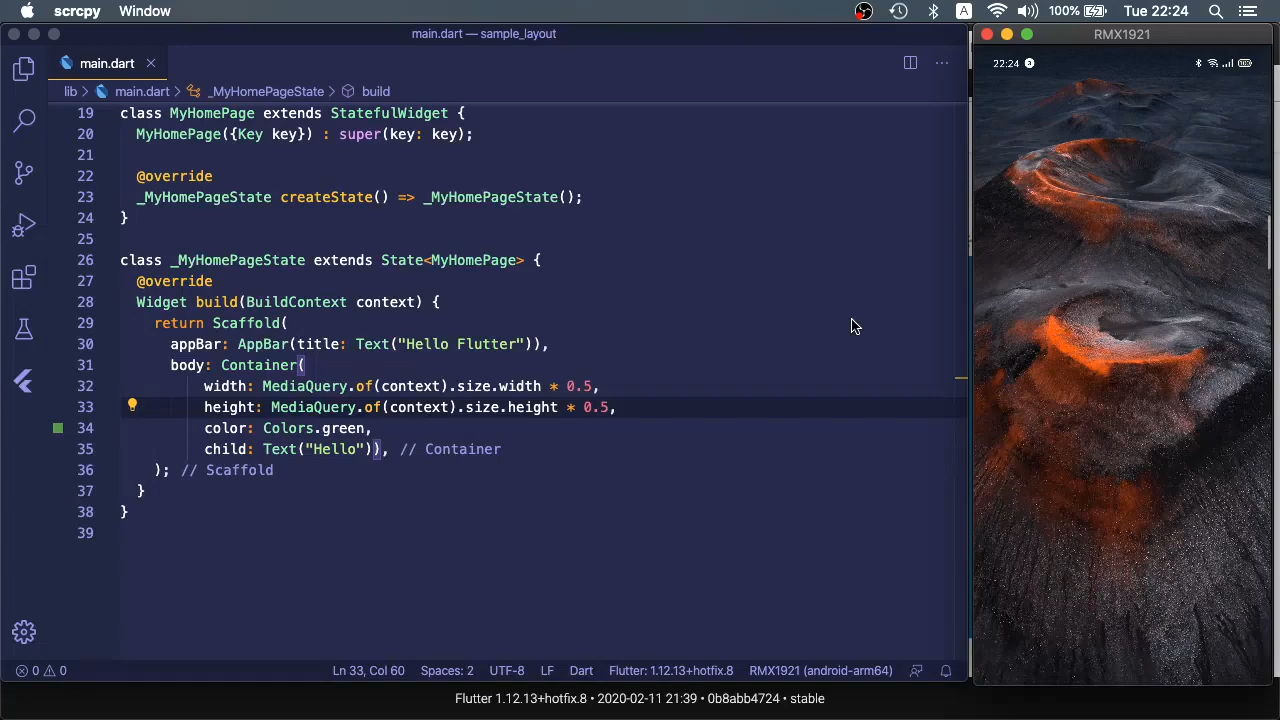 scrcpy Window
A 100% Tue 22:24
main.dart — sample_layout
RMX1921
main.dart
22:24
lib > main.dart > _MyHomePageState > build
19 class MyHomePage extends StatefulWidget {
20 MyHomePage({Key key}) : super(key: key);
21
22 @override
23 _MyHomePageState createState() => _MyHomePageState();
24 }
25
26 class _MyHomePageState extends State<MyHomePage> {
27 @override
28 Widget build(BuildContext context) {
29 return Scaffold(
30 appBar: AppBar(title: Text("Hello Flutter")),
31 body: Container(
32 width: MediaQuery.of(context).size.width * 0.5,
33 height: MediaQuery.of(context).size.height * 0.5,
34 color: Colors.green,
35 child: Text("Hello")), // Container
36 ); // Scaffold
37 }
38 }
39
0 0 Ln 33, Col 60 Spaces: 2 UTF-8 LF Dart Flutter: 1.12.13+hotfix.8 RMX1921 (android-arm64)
Flutter 1.12.13+hotfix.8 • 2020-02-11 21:39 • 0b8abb4724 • stable